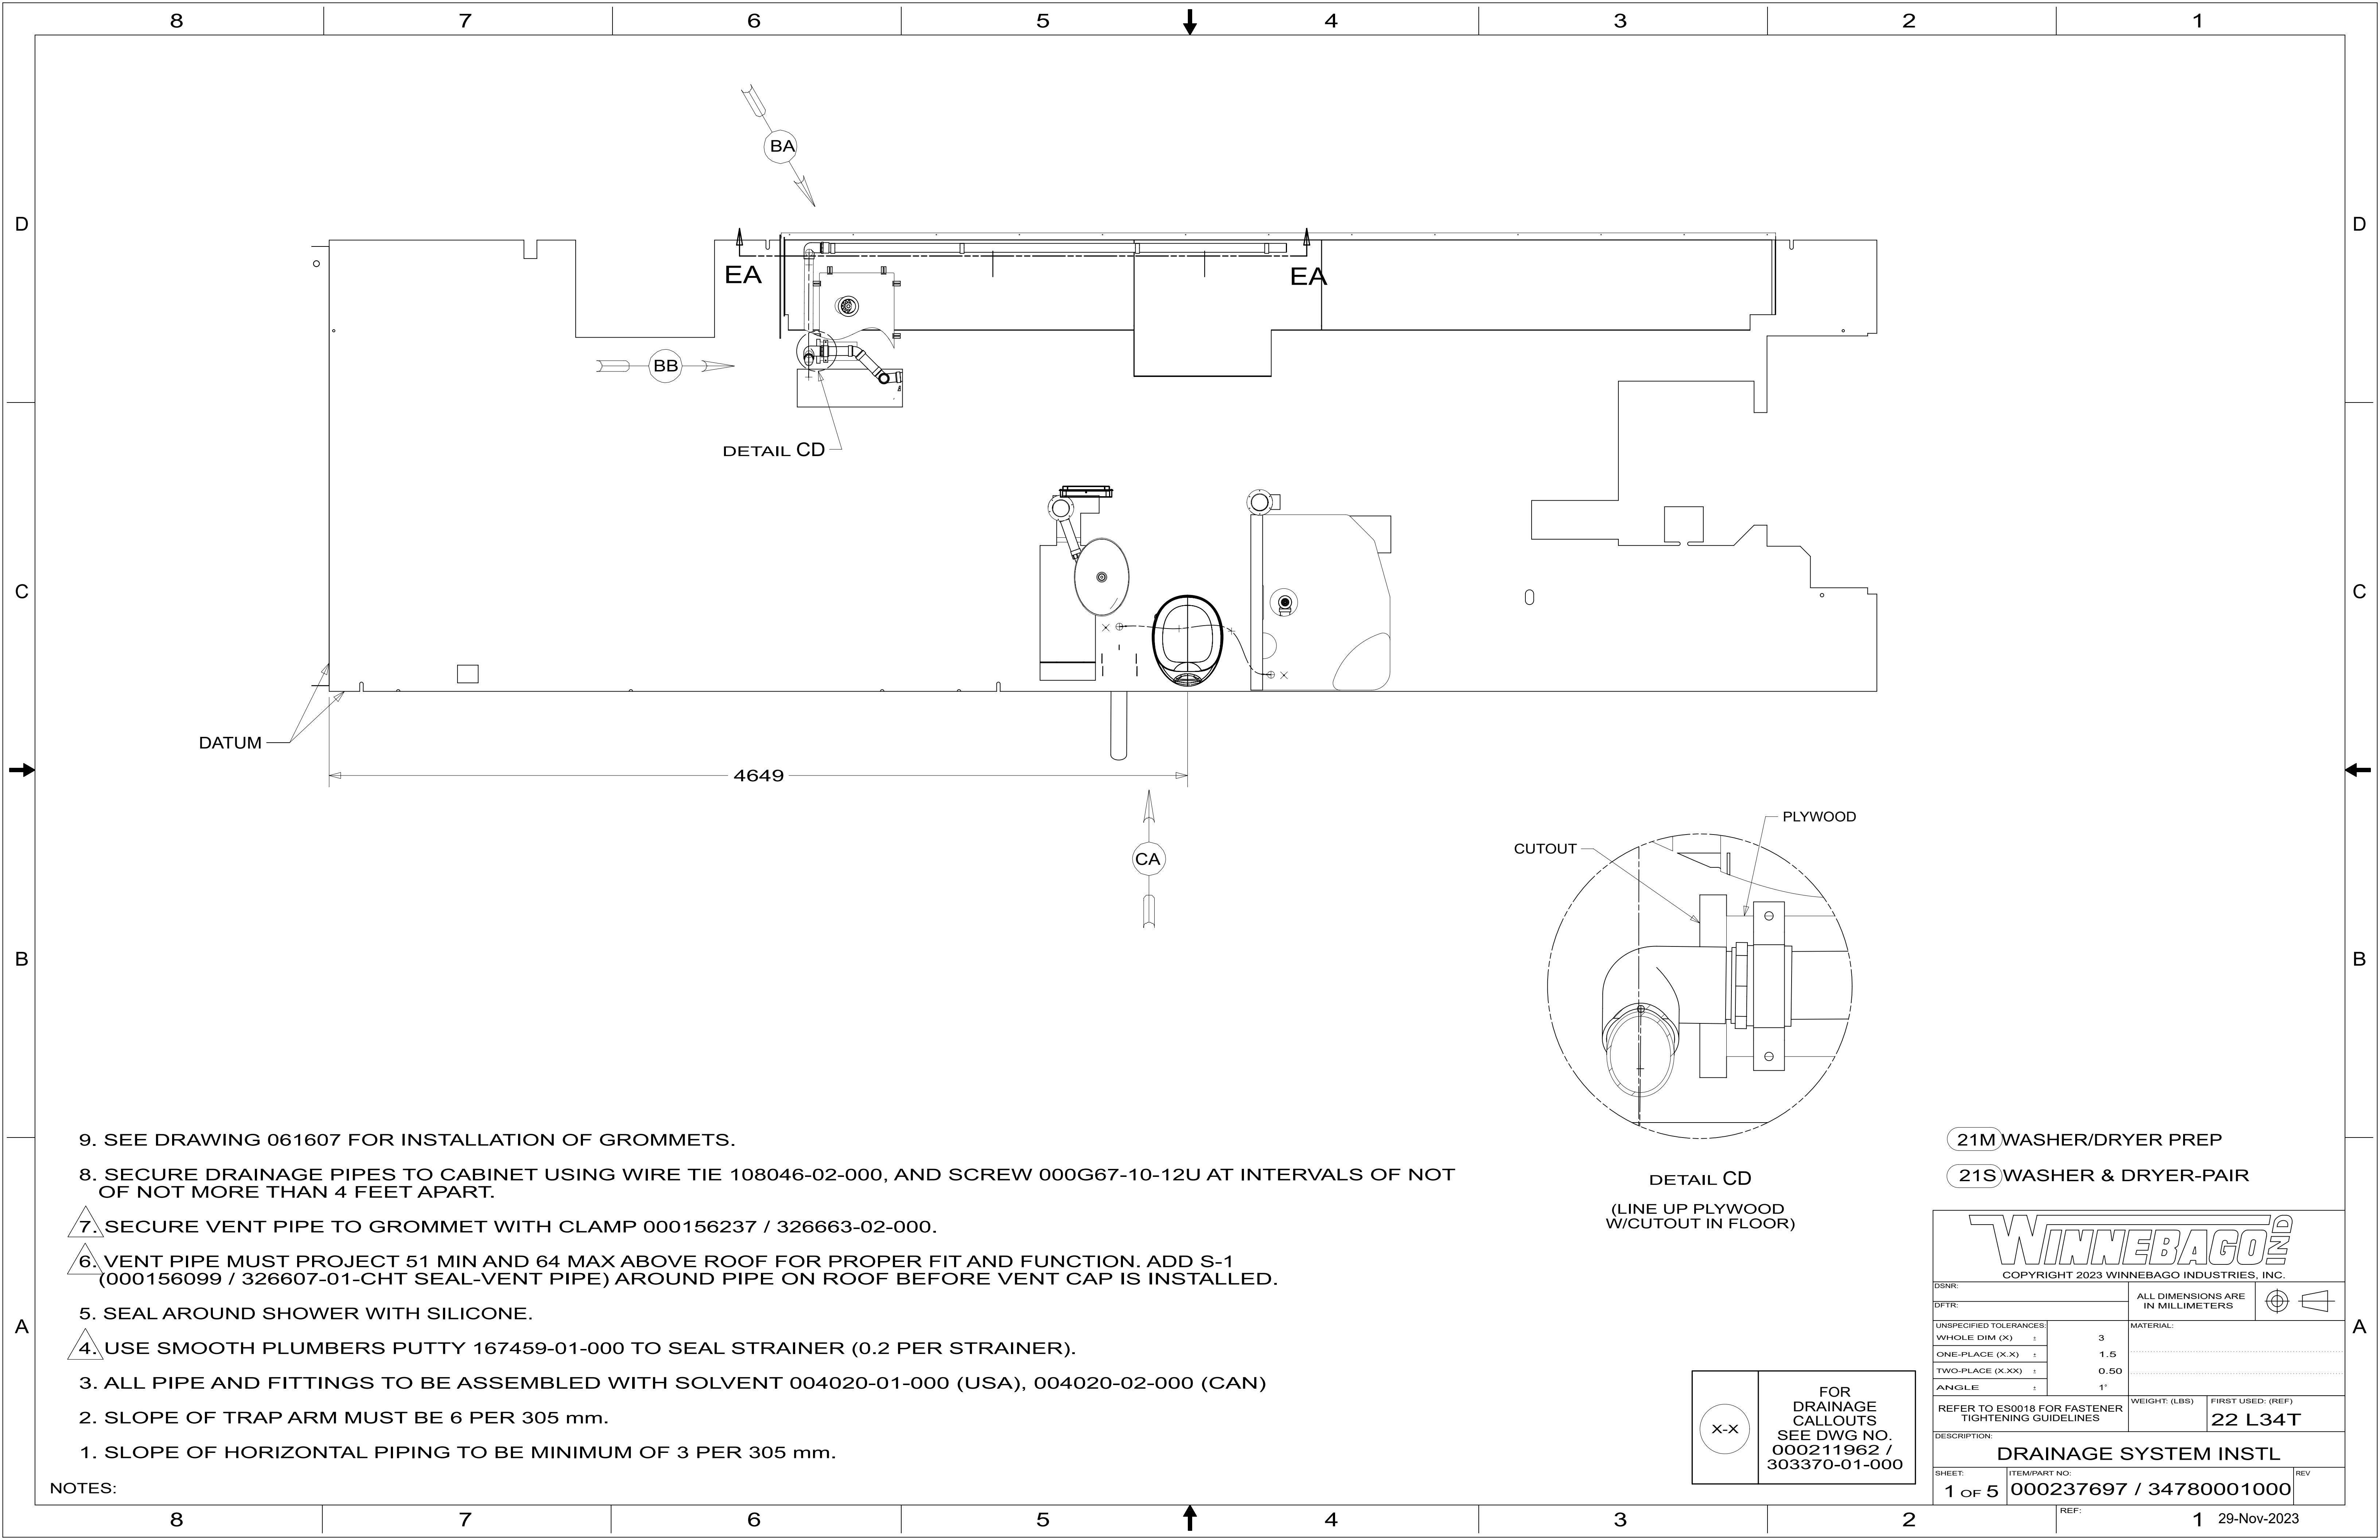 8 7 6 5 4 3 2 1
D
C
B
A
D
C
B
A
BA
EA
EA
BB
DETAIL CD
DATUM
4649
CA
PLYWOOD
CUTOUT
DETAIL CD
(LINE UP PLYWOOD
W/CUTOUT IN FLOOR)
21M WASHER/DRYER PREP
21S WASHER & DRYER-PAIR
9. SEE DRAWING 061607 FOR INSTALLATION OF GROMMETS.
8. SECURE DRAINAGE PIPES TO CABINET USING WIRE TIE 108046-02-000, AND SCREW 000G67-10-12U AT INTERVALS OF NOT
OF NOT MORE THAN 4 FEET APART.
7. SECURE VENT PIPE TO GROMMET WITH CLAMP 000156237 / 326663-02-000.
6. VENT PIPE MUST PROJECT 51 MIN AND 64 MAX ABOVE ROOF FOR PROPER FIT AND FUNCTION. ADD S-1
(000156099 / 326607-01-CHT SEAL-VENT PIPE) AROUND PIPE ON ROOF BEFORE VENT CAP IS INSTALLED.
5. SEAL AROUND SHOWER WITH SILICONE.
4. USE SMOOTH PLUMBERS PUTTY 167459-01-000 TO SEAL STRAINER (0.2 PER STRAINER).
3. ALL PIPE AND FITTINGS TO BE ASSEMBLED WITH SOLVENT 004020-01-000 (USA), 004020-02-000 (CAN)
2. SLOPE OF TRAP ARM MUST BE 6 PER 305 mm.
1. SLOPE OF HORIZONTAL PIPING TO BE MINIMUM OF 3 PER 305 mm.
NOTES:
X-X
FOR
DRAINAGE
CALLOUTS
SEE DWG NO.
000211962 /
303370-01-000
WINNEBAGO IND
COPYRIGHT 2023 WINNEBAGO INDUSTRIES, INC.
DSNR:
DFTR:
ALL DIMENSIONS ARE
IN MILLIMETERS
UNSPECIFIED TOLERANCES:
WHOLE DIM (X) ± 3
ONE-PLACE (X.X) ± 1.5
TWO-PLACE (X.XX) ± 0.50
ANGLE ± 1°
MATERIAL:
REFER TO ES0018 FOR FASTENER
TIGHTENING GUIDELINES
WEIGHT: (LBS)
FIRST USED: (REF)
22 L34T
DESCRIPTION:
DRAINAGE SYSTEM INSTL
SHEET:
1 OF 5
ITEM/PART NO:
000237697 / 34780001000
REV
REF:
8 7 6 5 4 3 2 1
29-Nov-2023